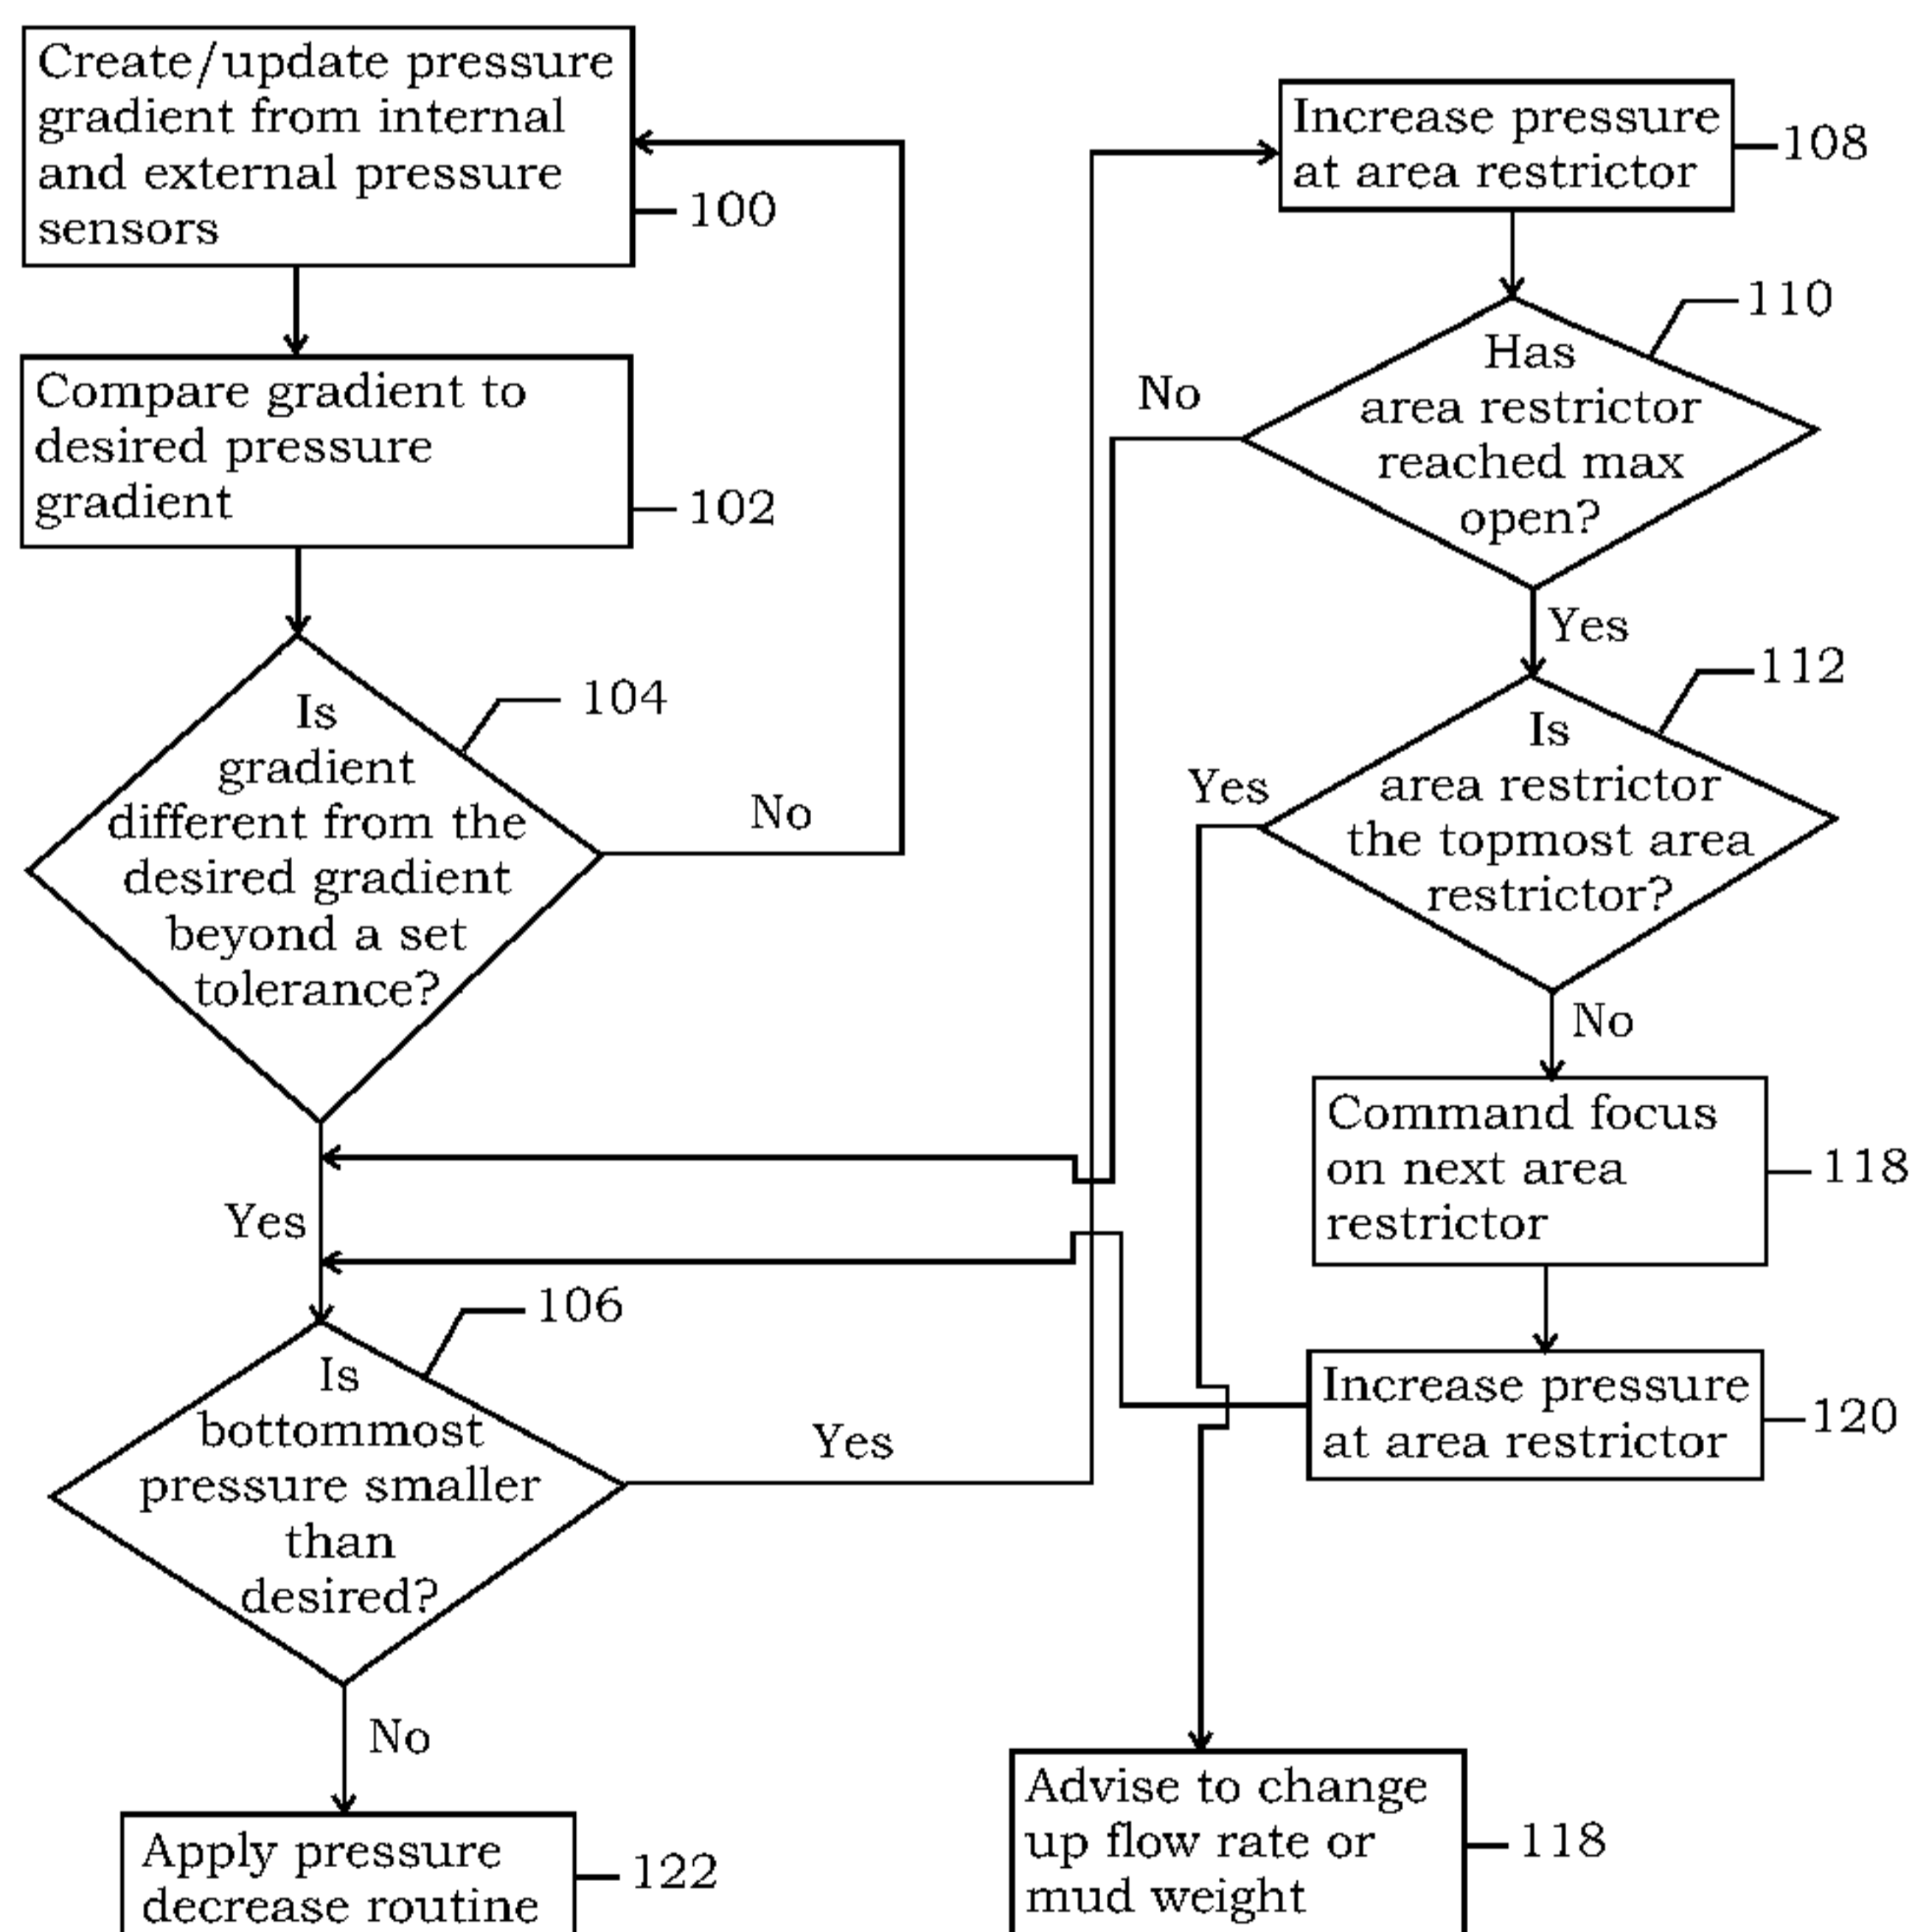 Create/update pressure
gradient from internal
and external pressure
sensors
100
Compare gradient to
desired pressure
gradient
102
Is
gradient
different from the
desired gradient
beyond a set
tolerance?
104
No
Yes
Is
bottommost
pressure smaller
than
desired?
106
Yes
No
Apply pressure
decrease routine
122
Increase pressure
at area restrictor
108
Has
area restrictor
reached max
open?
110
No
Yes
Is
area restrictor
the topmost area
restrictor?
112
Yes
No
Command focus
on next area
restrictor
118
Increase pressure
at area restrictor
120
Advise to change
up flow rate or
mud weight
118